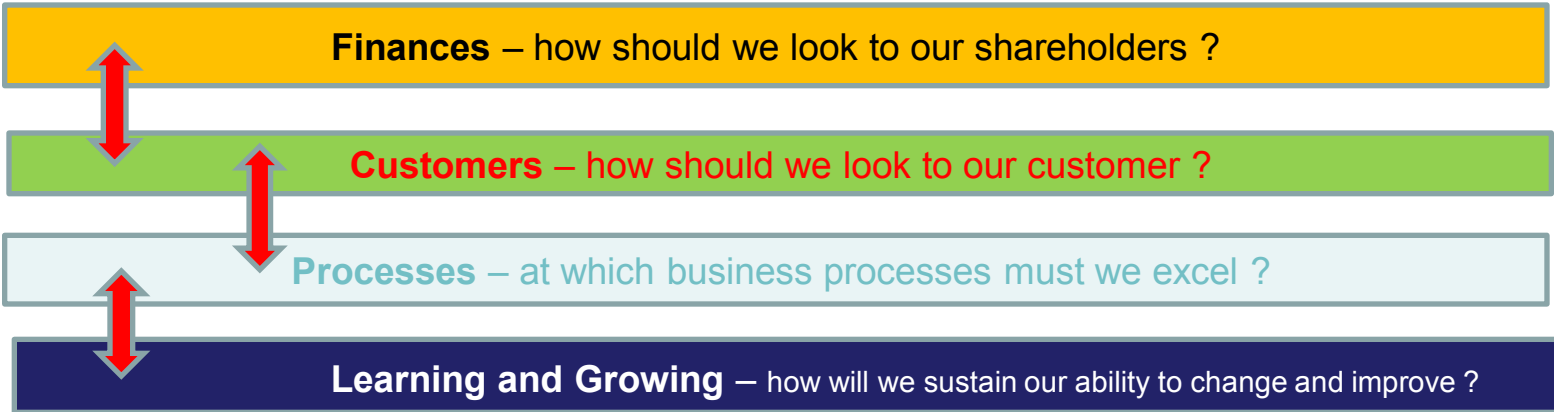 Finances – how should we look to our shareholders ?
Customers – how should we look to our customer ?
Processes – at which business processes must we excel ?
Learning and Growing – how will we sustain our ability to change and improve ?